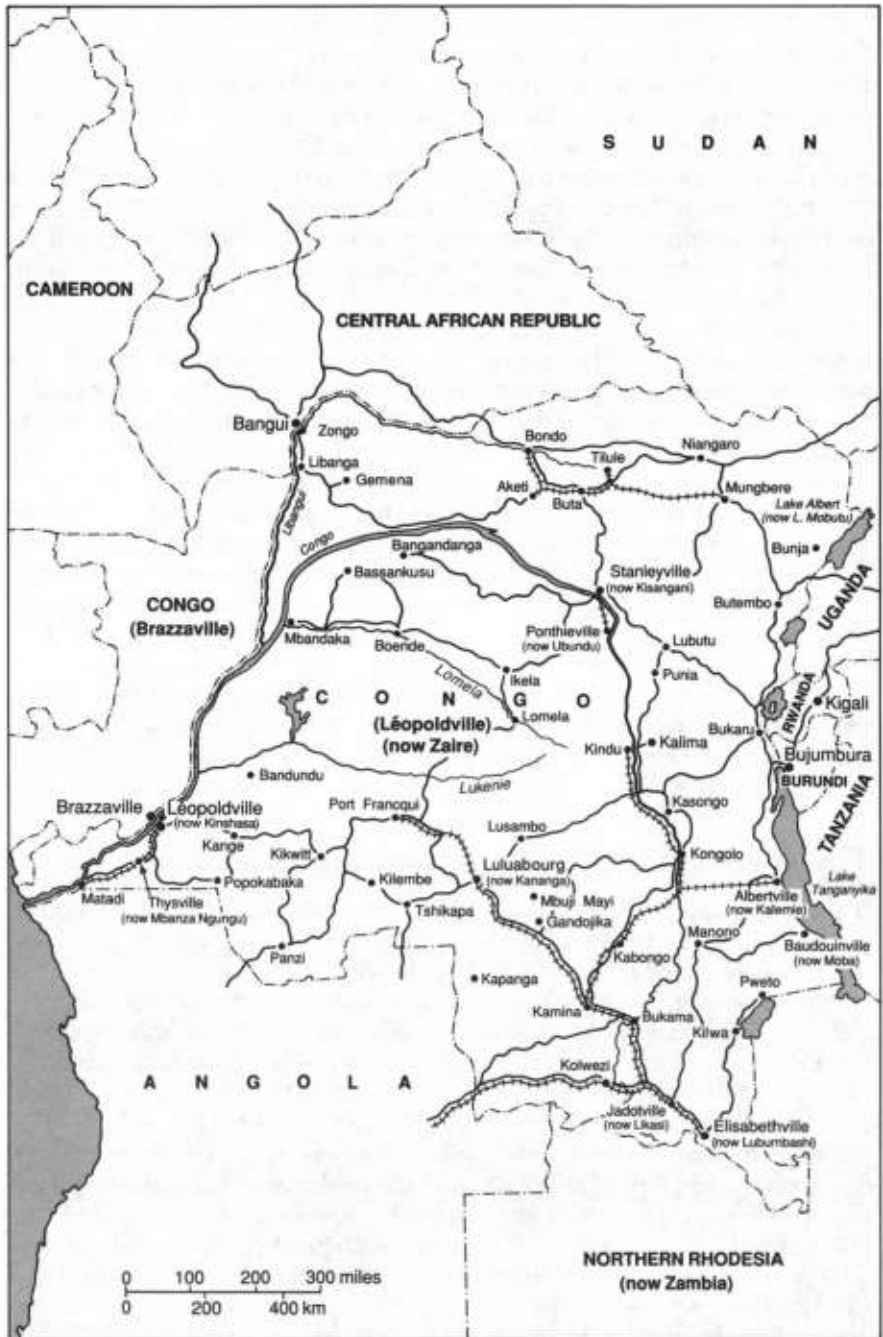 S U D A N
CAMEROON
CENTRAL AFRICAN REPUBLIC
Bangui
Zongo
Bondo
Niangaro
Libanga
Tilule
Gemena
Aketi
Buta
Mungbere
Lake Albert
(now L. Mobutu)
Ubangui
Congo
Bangandanga
Bunja
Bassankusu
Stanleyville
(now Kisangani)
UGANDA
CONGO
(Brazzaville)
Butembo
Mbandaka
Boende
Ponthieville
(now Ubundu)
Lubutu
Ikela
Lomela
Punia
RWANDA
Kigali
C O N G O
(Léopoldville)
(now Zaire)
Lomela
Bukaru
Kindu
Kalima
Bujumbura
Bandundu
Lukenie
BURUNDI
TANZANIA
Brazzaville
Léopoldville
(now Kinshasa)
Port Francqui
Kasongo
Kange
Lusambo
Kikwitt
Kongolo
Luluabourg
(now Kananga)
Lake
Tanganyika
Matadi
Popokabaka
Kilembe
Mbuji Mayi
Albertville
(now Kalemie)
Thysville
(now Mbanza Ngungu)
Tshikapa
Gandojika
Manono
Baudouinville
(now Moba)
Panzi
Kabongo
Kapanga
Pweto
Kamina
Bukama
Kilwa
Kolwezi
A N G O L A
Jadotville
(now Likasi)
Elisabethville
(now Lubumbashi)
NORTHERN RHODESIA
(now Zambia)
0 100 200 300 miles
0 200 400 km